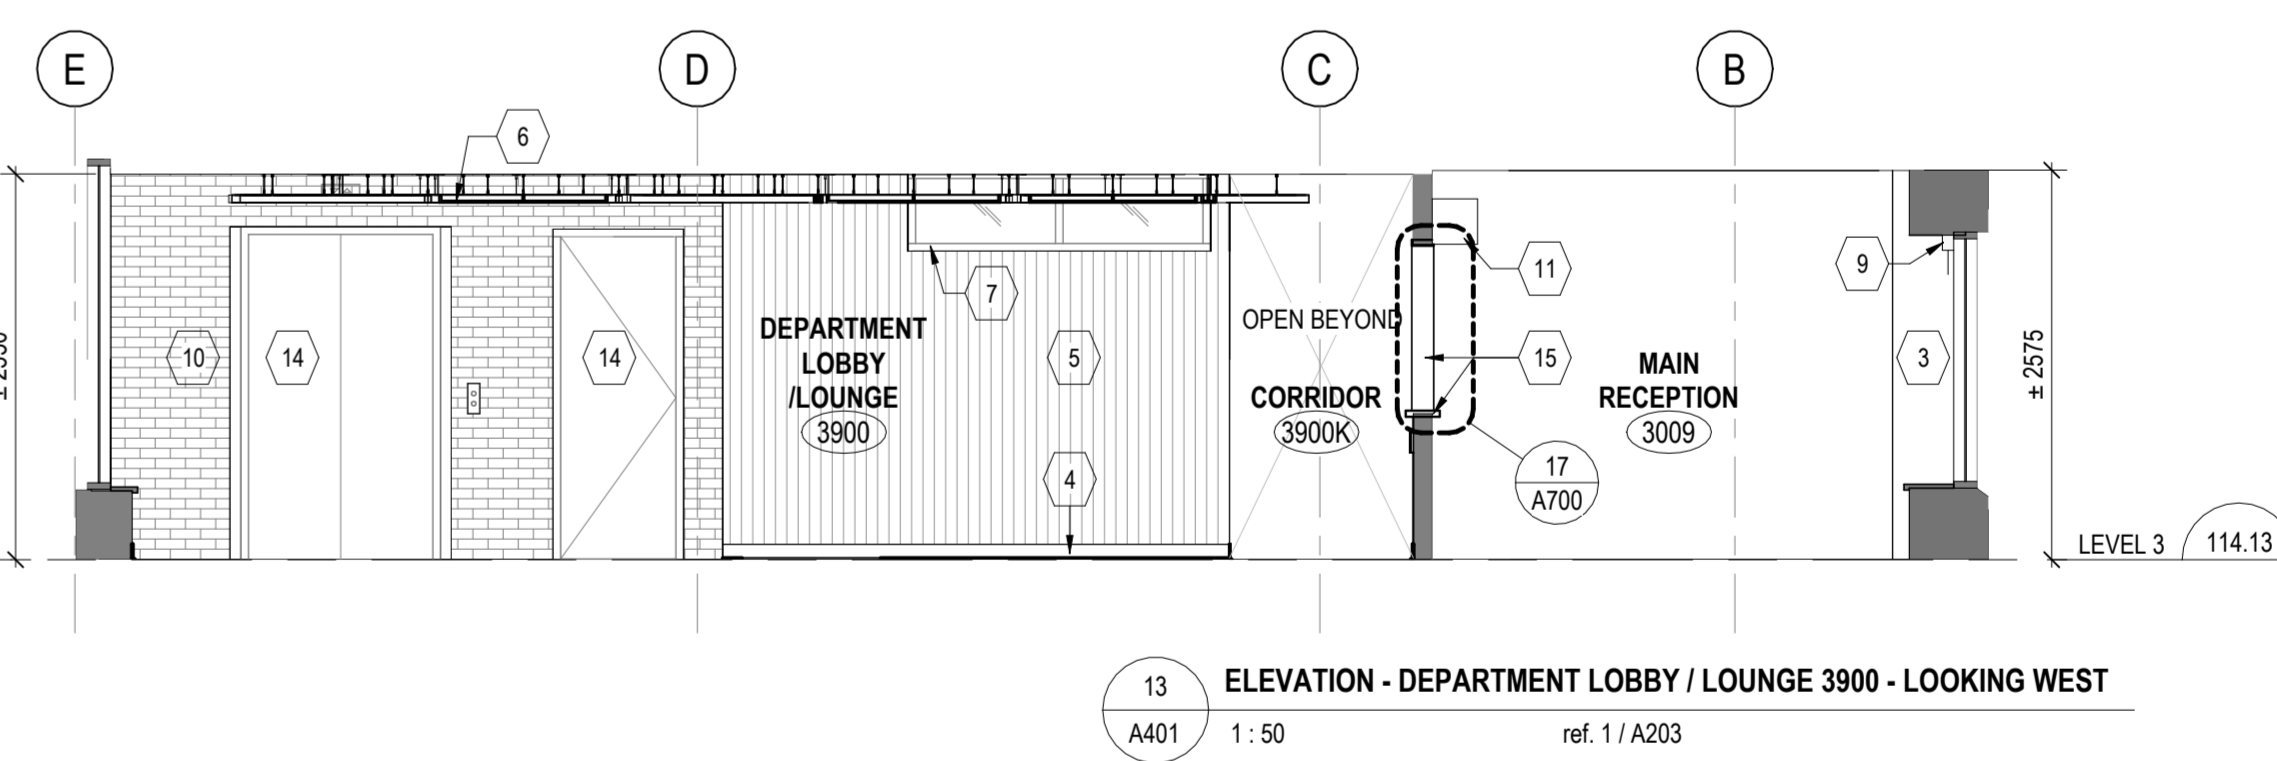 E
D
C
B
6
7
11
9
10
14
14
5
15
3
OPEN BEYOND
DEPARTMENT
LOBBY
/LOUNGE
3900
CORRIDOR
3900K
MAIN
RECEPTION
3009
4
17
A700
± 2575
LEVEL 3
114.13
13
A401
ELEVATION - DEPARTMENT LOBBY / LOUNGE 3900 - LOOKING WEST
1 : 50
ref. 1 / A203